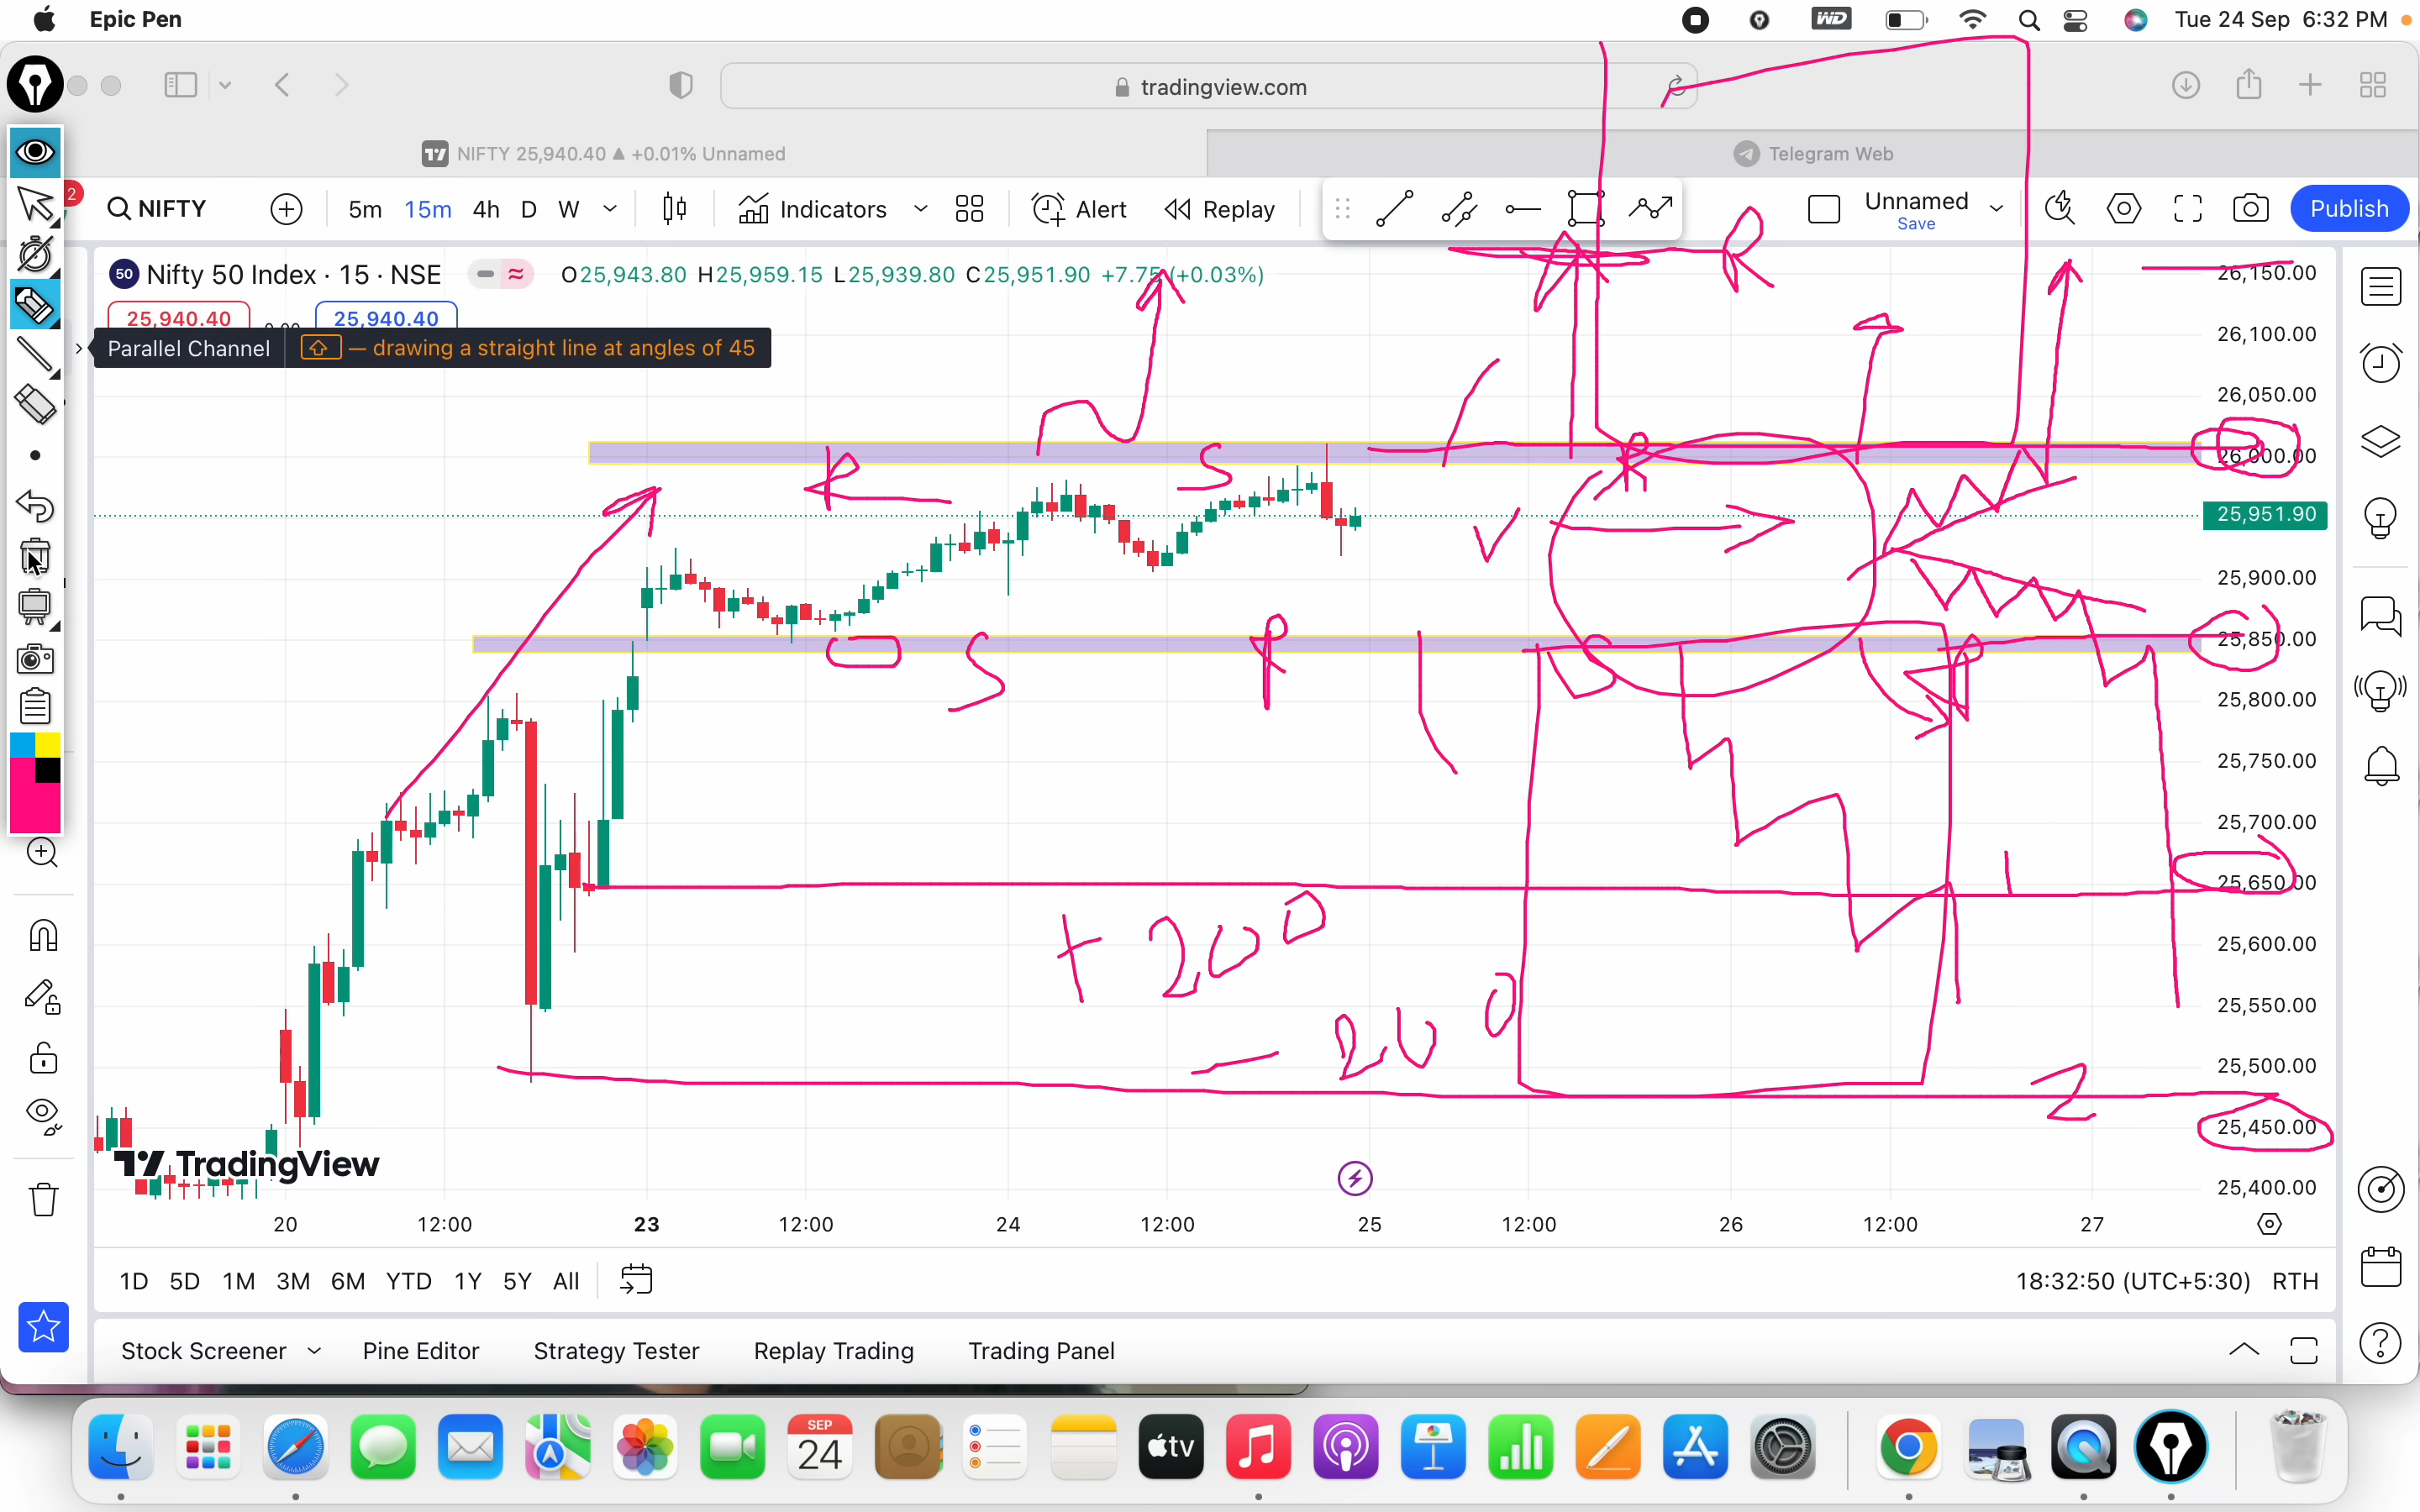 Epic Pen
WD
Tue 24 Sep 6:32 PM
tradingview.com
NIFTY 25,940.40 ▲ +0.01% Unnamed
Telegram Web
2
NIFTY
5m 15m 4h D W
Indicators
Alert
Replay
Unnamed
Save
Publish
50
Nifty 50 Index · 15 · NSE
O25,943.80 H25,959.15 L25,939.80 C25,951.90 +7.75 (+0.03%)
25,940.40
25,940.40
Parallel Channel
— drawing a straight line at angles of 45
R
R
S
R
S
R
+ 200
- 200
1
2
26,150.00
26,100.00
26,050.00
26,000.00
25,951.90
25,900.00
25,850.00
25,800.00
25,750.00
25,700.00
25,650.00
25,600.00
25,550.00
25,500.00
25,450.00
25,400.00
TradingView
20 12:00 23 12:00 24 12:00 25 12:00 26 12:00 27
1D 5D 1M 3M 6M YTD 1Y 5Y All
18:32:50 (UTC+5:30) RTH
Stock Screener
Pine Editor
Strategy Tester
Replay Trading
Trading Panel
SEP
24
tv